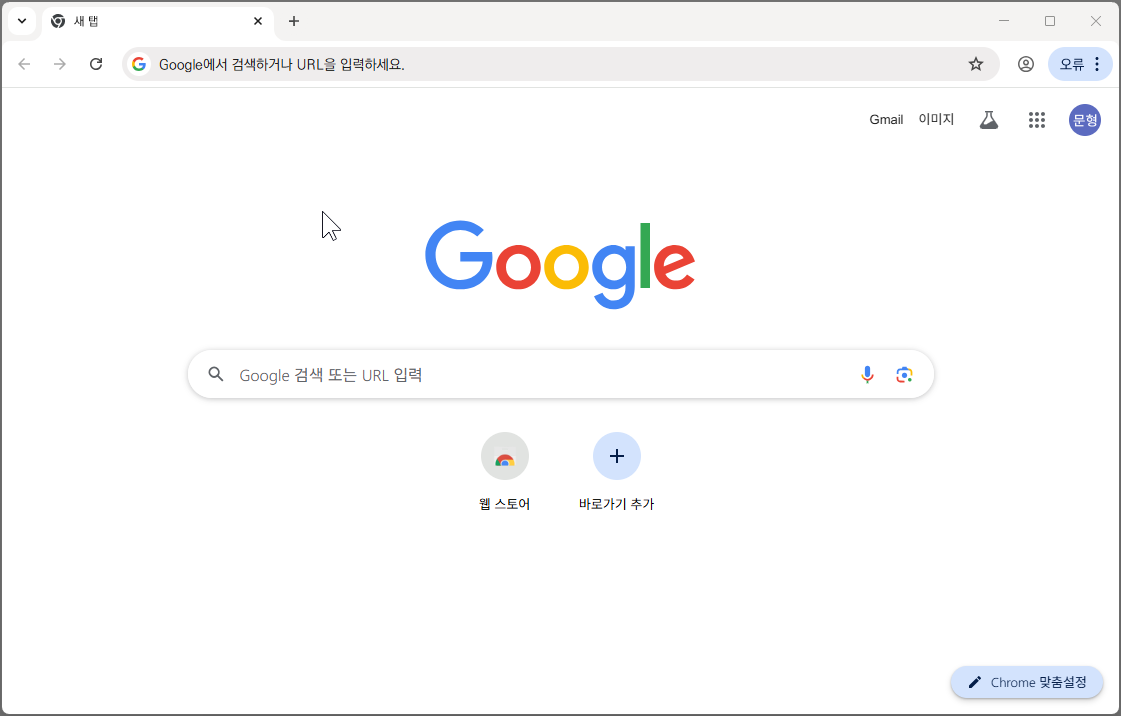 새 탭
Google에서 검색하거나 URL을 입력하세요.
오류
Gmail 이미지 문형
Google
Google 검색 또는 URL 입력
웹 스토어 바로가기 추가
Chrome 맞춤설정